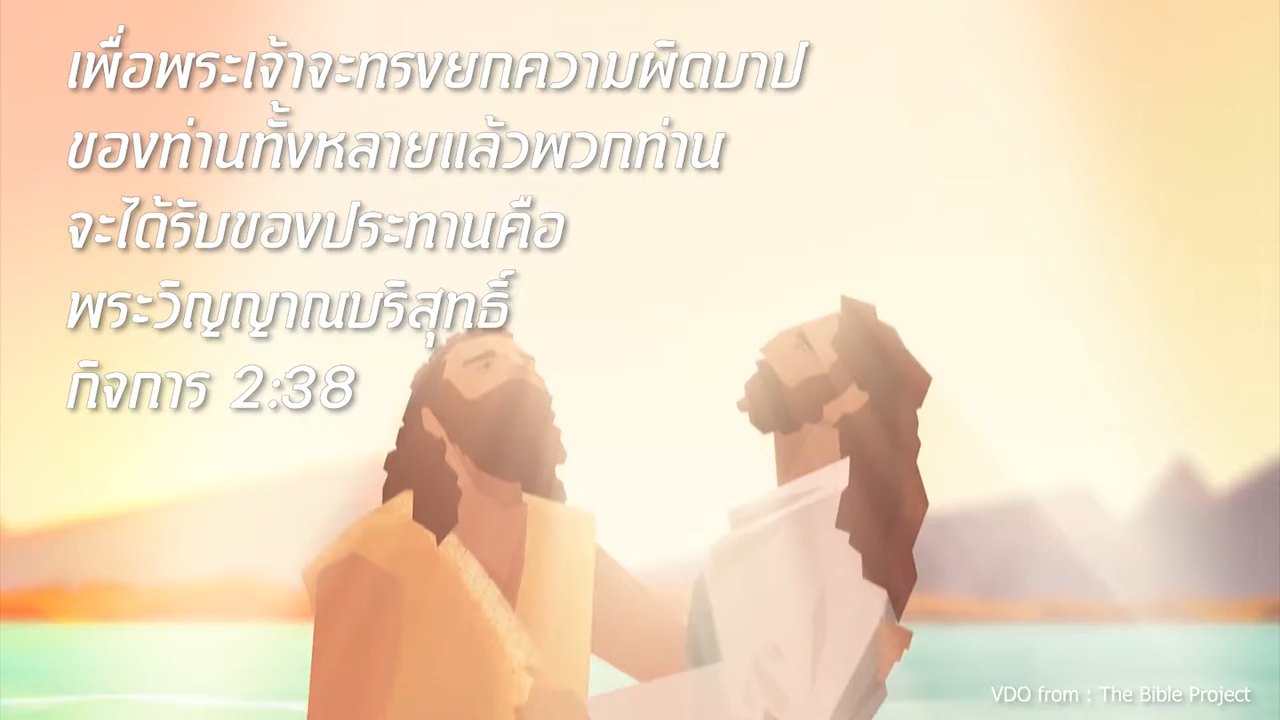 เพื่อพระเจ้าจะทรงยกความผิดบาป
ของท่านทั้งหลายแล้วพวกท่าน
จะได้รับของประทานคือ
พระวิญญาณบริสุทธิ์
กิจการ 2:38
VDO from : The Bible Project